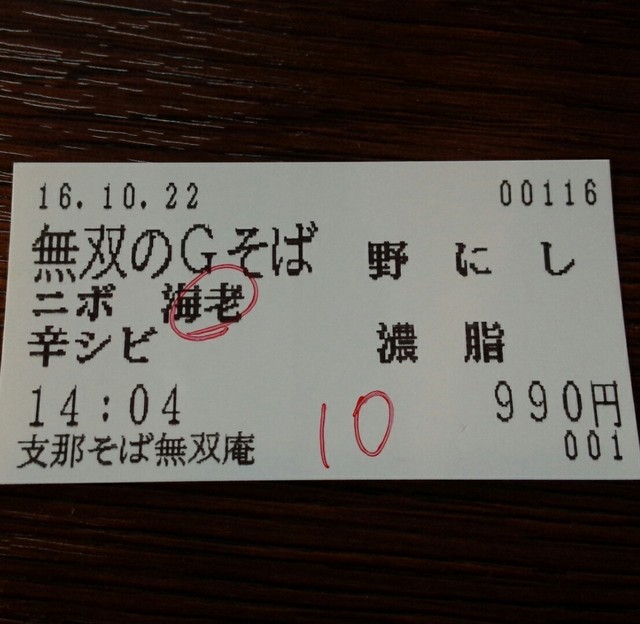 16.10.22 00116
無双のGそば 野 に し
ニボ 海老
辛シビ 濃 脂
14:04 990円
支那そば無双庵 001
10